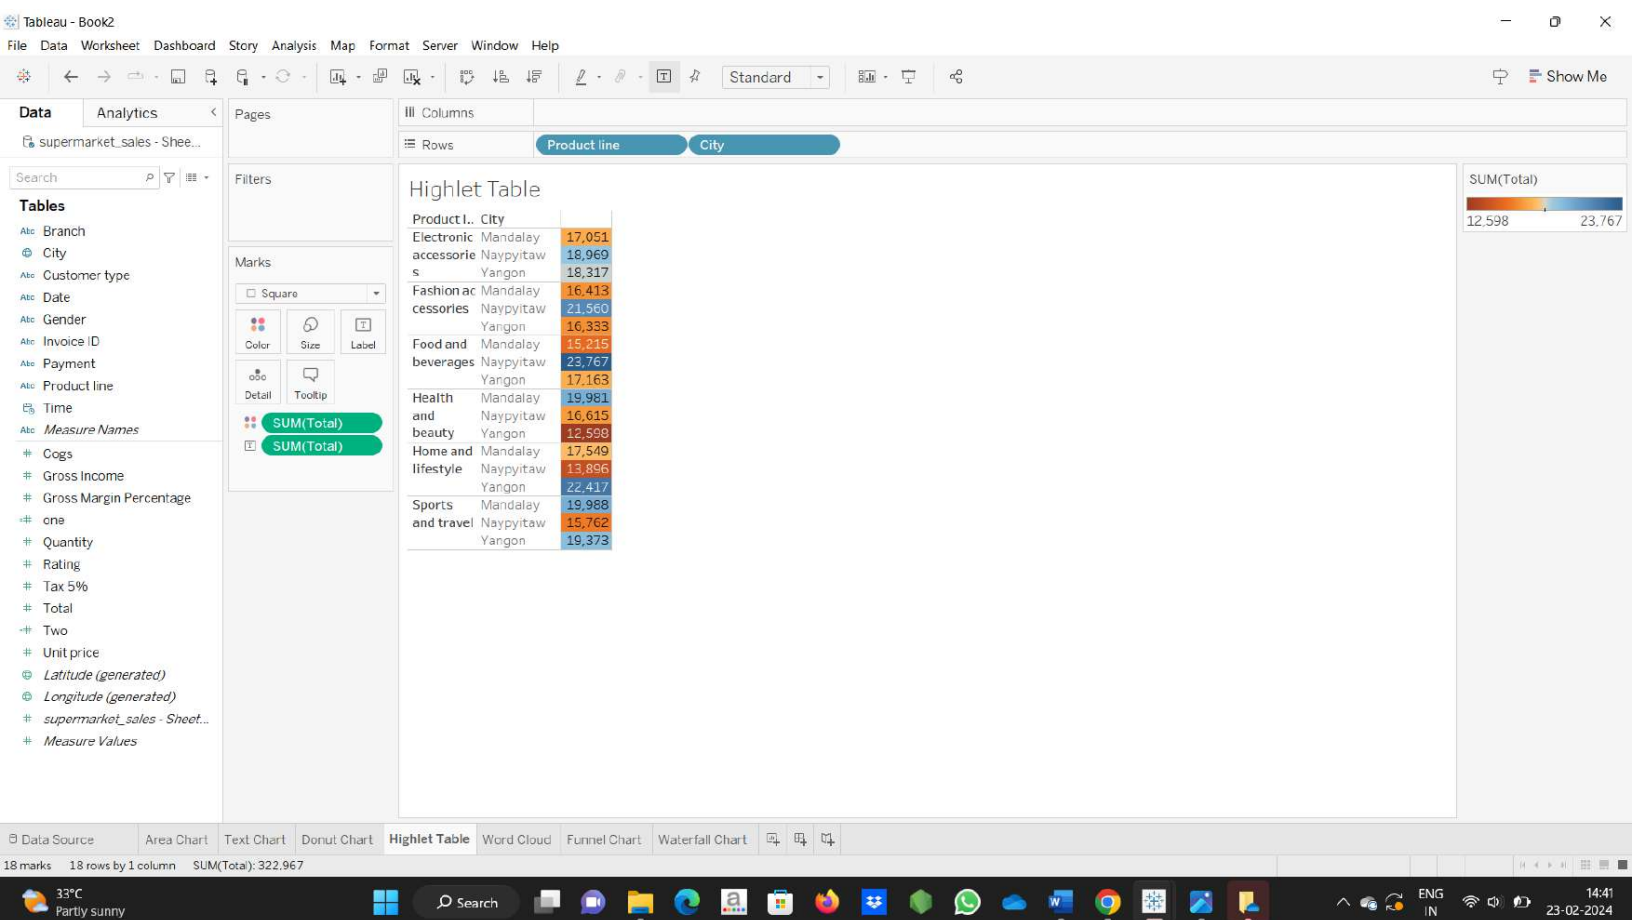 Tableau - Book2
File Data Worksheet Dashboard Story Analysis Map Format Server Window Help
Standard
Show Me
Data Analytics
supermarket_sales - Shee...
Search
Tables
Abc Branch
City
Abc Customer type
Abc Date
Abc Gender
Abc Invoice ID
Abc Payment
Abc Product line
Time
Abc Measure Names
# Cogs
# Gross Income
# Gross Margin Percentage
=# one
# Quantity
# Rating
# Tax 5%
# Total
=# Two
# Unit price
Latitude (generated)
Longitude (generated)
# supermarket_sales - Sheet...
# Measure Values
Pages
Filters
Marks
Square
Color Size Label
Detail Tooltip
SUM(Total)
SUM(Total)
Columns
Rows Product line City
Highlet Table
Product l.. City
Electronic Mandalay 17,051
accessorie Naypyitaw 18,969
s Yangon 18,317
Fashion ac Mandalay 16,413
cessories Naypyitaw 21,560
Yangon 16,333
Food and Mandalay 15,215
beverages Naypyitaw 23,767
Yangon 17,163
Health Mandalay 19,981
and Naypyitaw 16,615
beauty Yangon 12,598
Home and Mandalay 17,549
lifestyle Naypyitaw 13,896
Yangon 22,417
Sports Mandalay 19,988
and travel Naypyitaw 15,762
Yangon 19,373
SUM(Total)
12,598 23,767
Data Source Area Chart Text Chart Donut Chart Highlet Table Word Cloud Funnel Chart Waterfall Chart
18 marks 18 rows by 1 column SUM(Total): 322,967
33°C
Partly sunny
Search
ENG
IN
14:41
23-02-2024